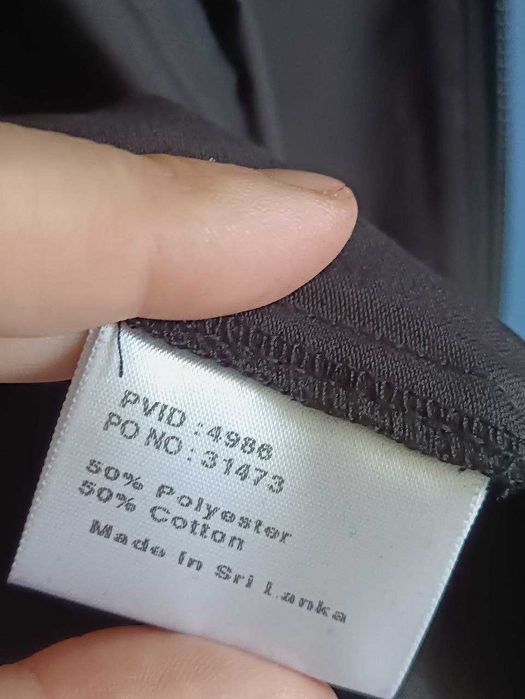 PVID :4986
PO NO : 31473
50% Polyester
50% Cotton
Made In Sri Lanka